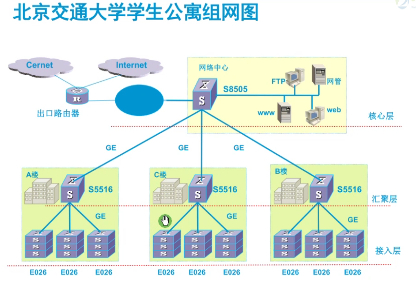 北京交通大学学生公寓组网图
Cernet
Internet
网络中心
S8505
FTP
网管
www
web
R
S
出口路由器
核心层
GE
GE
GE
A楼
S5516
C楼
S5516
B楼
S5516
汇聚层
GE
GE
GE
接入层
E026 E026 E026
E026 E026 E026
E026 E026 E026